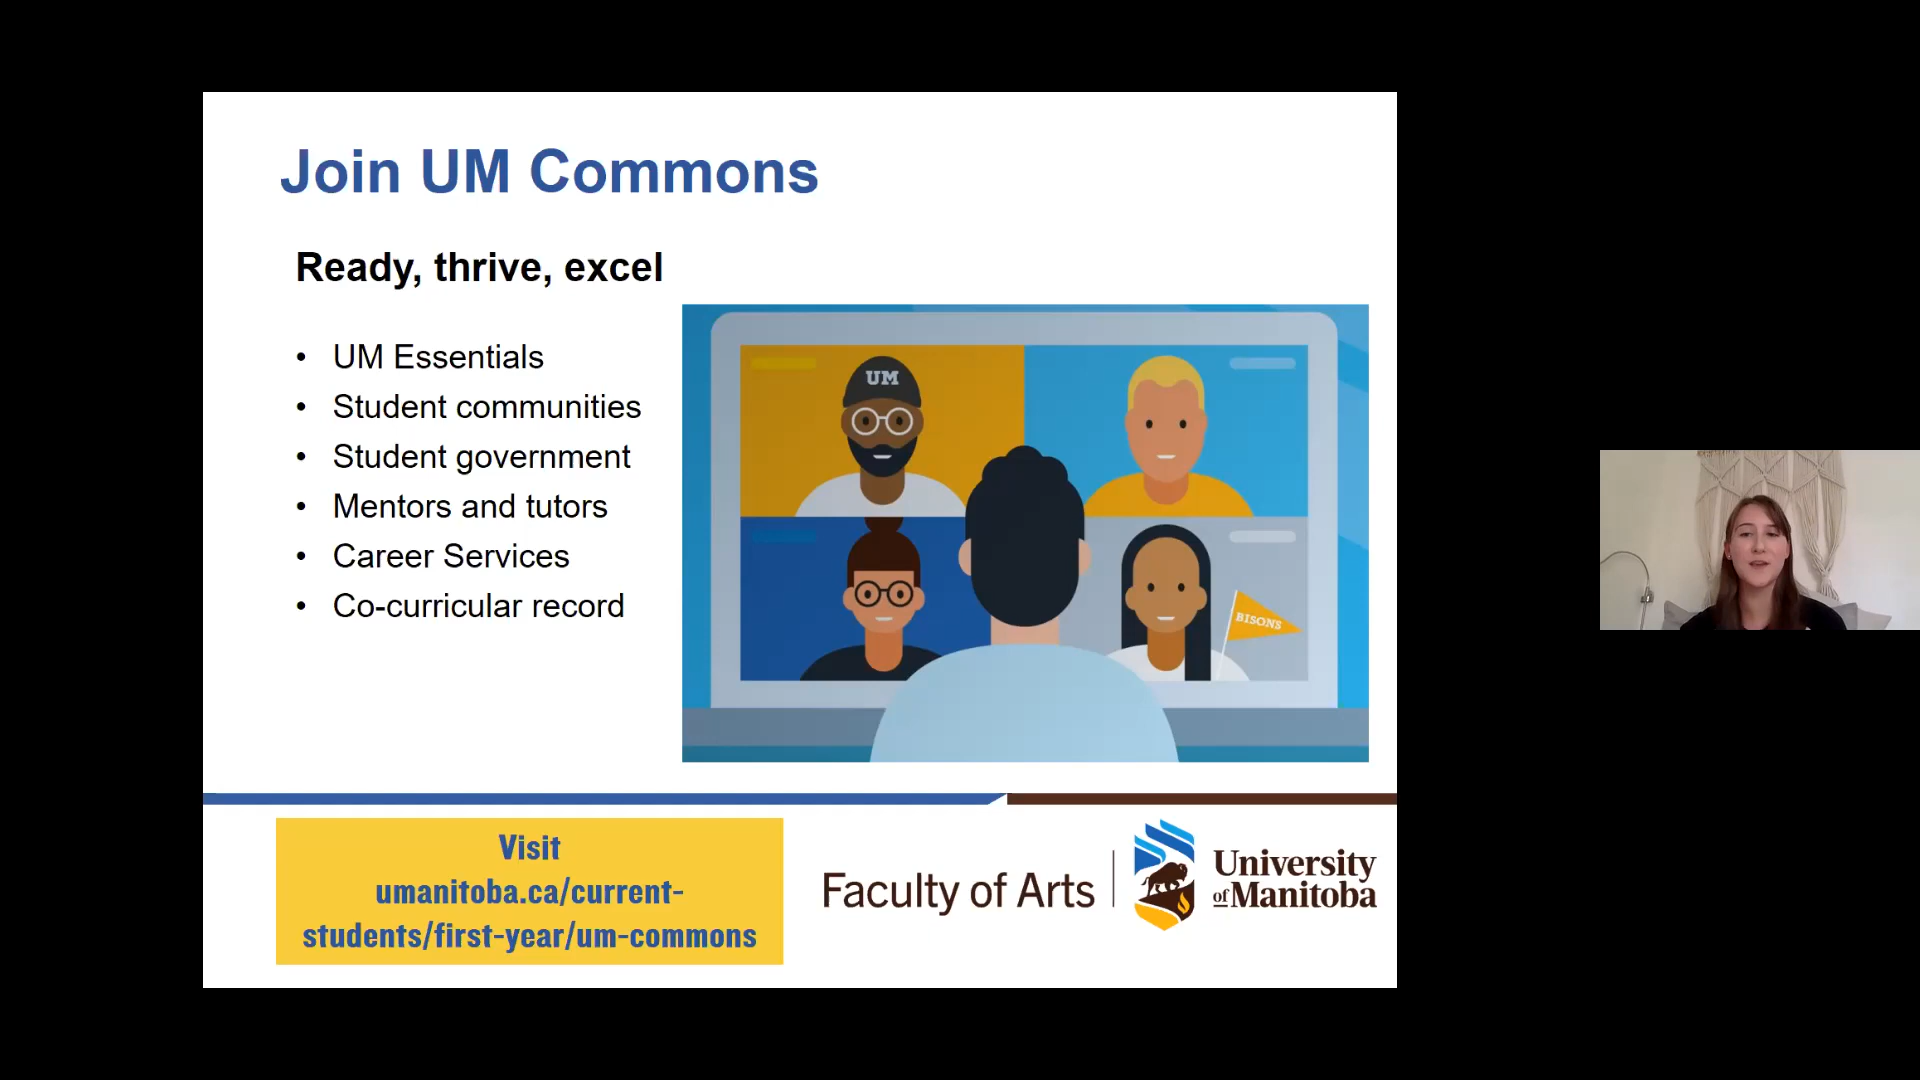 Join UM Commons
Ready, thrive, excel
• UM Essentials
• Student communities
• Student government
• Mentors and tutors
• Career Services
• Co-curricular record
UM
BISONS
Visit
umanitoba.ca/current-
students/first-year/um-commons
Faculty of Arts
University
of Manitoba